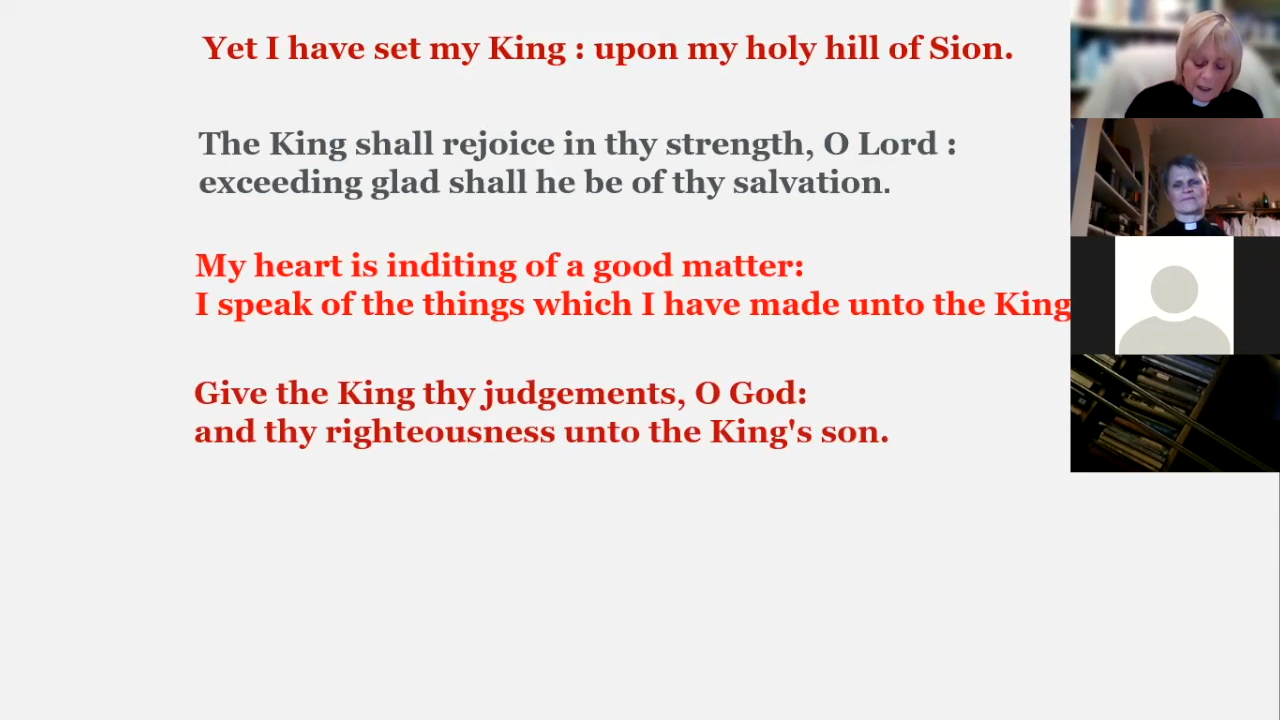 Yet I have set my King : upon my holy hill of Sion.
The King shall rejoice in thy strength, O Lord :
exceeding glad shall he be of thy salvation.
My heart is inditing of a good matter:
I speak of the things which I have made unto the King
Give the King thy judgements, O God:
and thy righteousness unto the King's son.